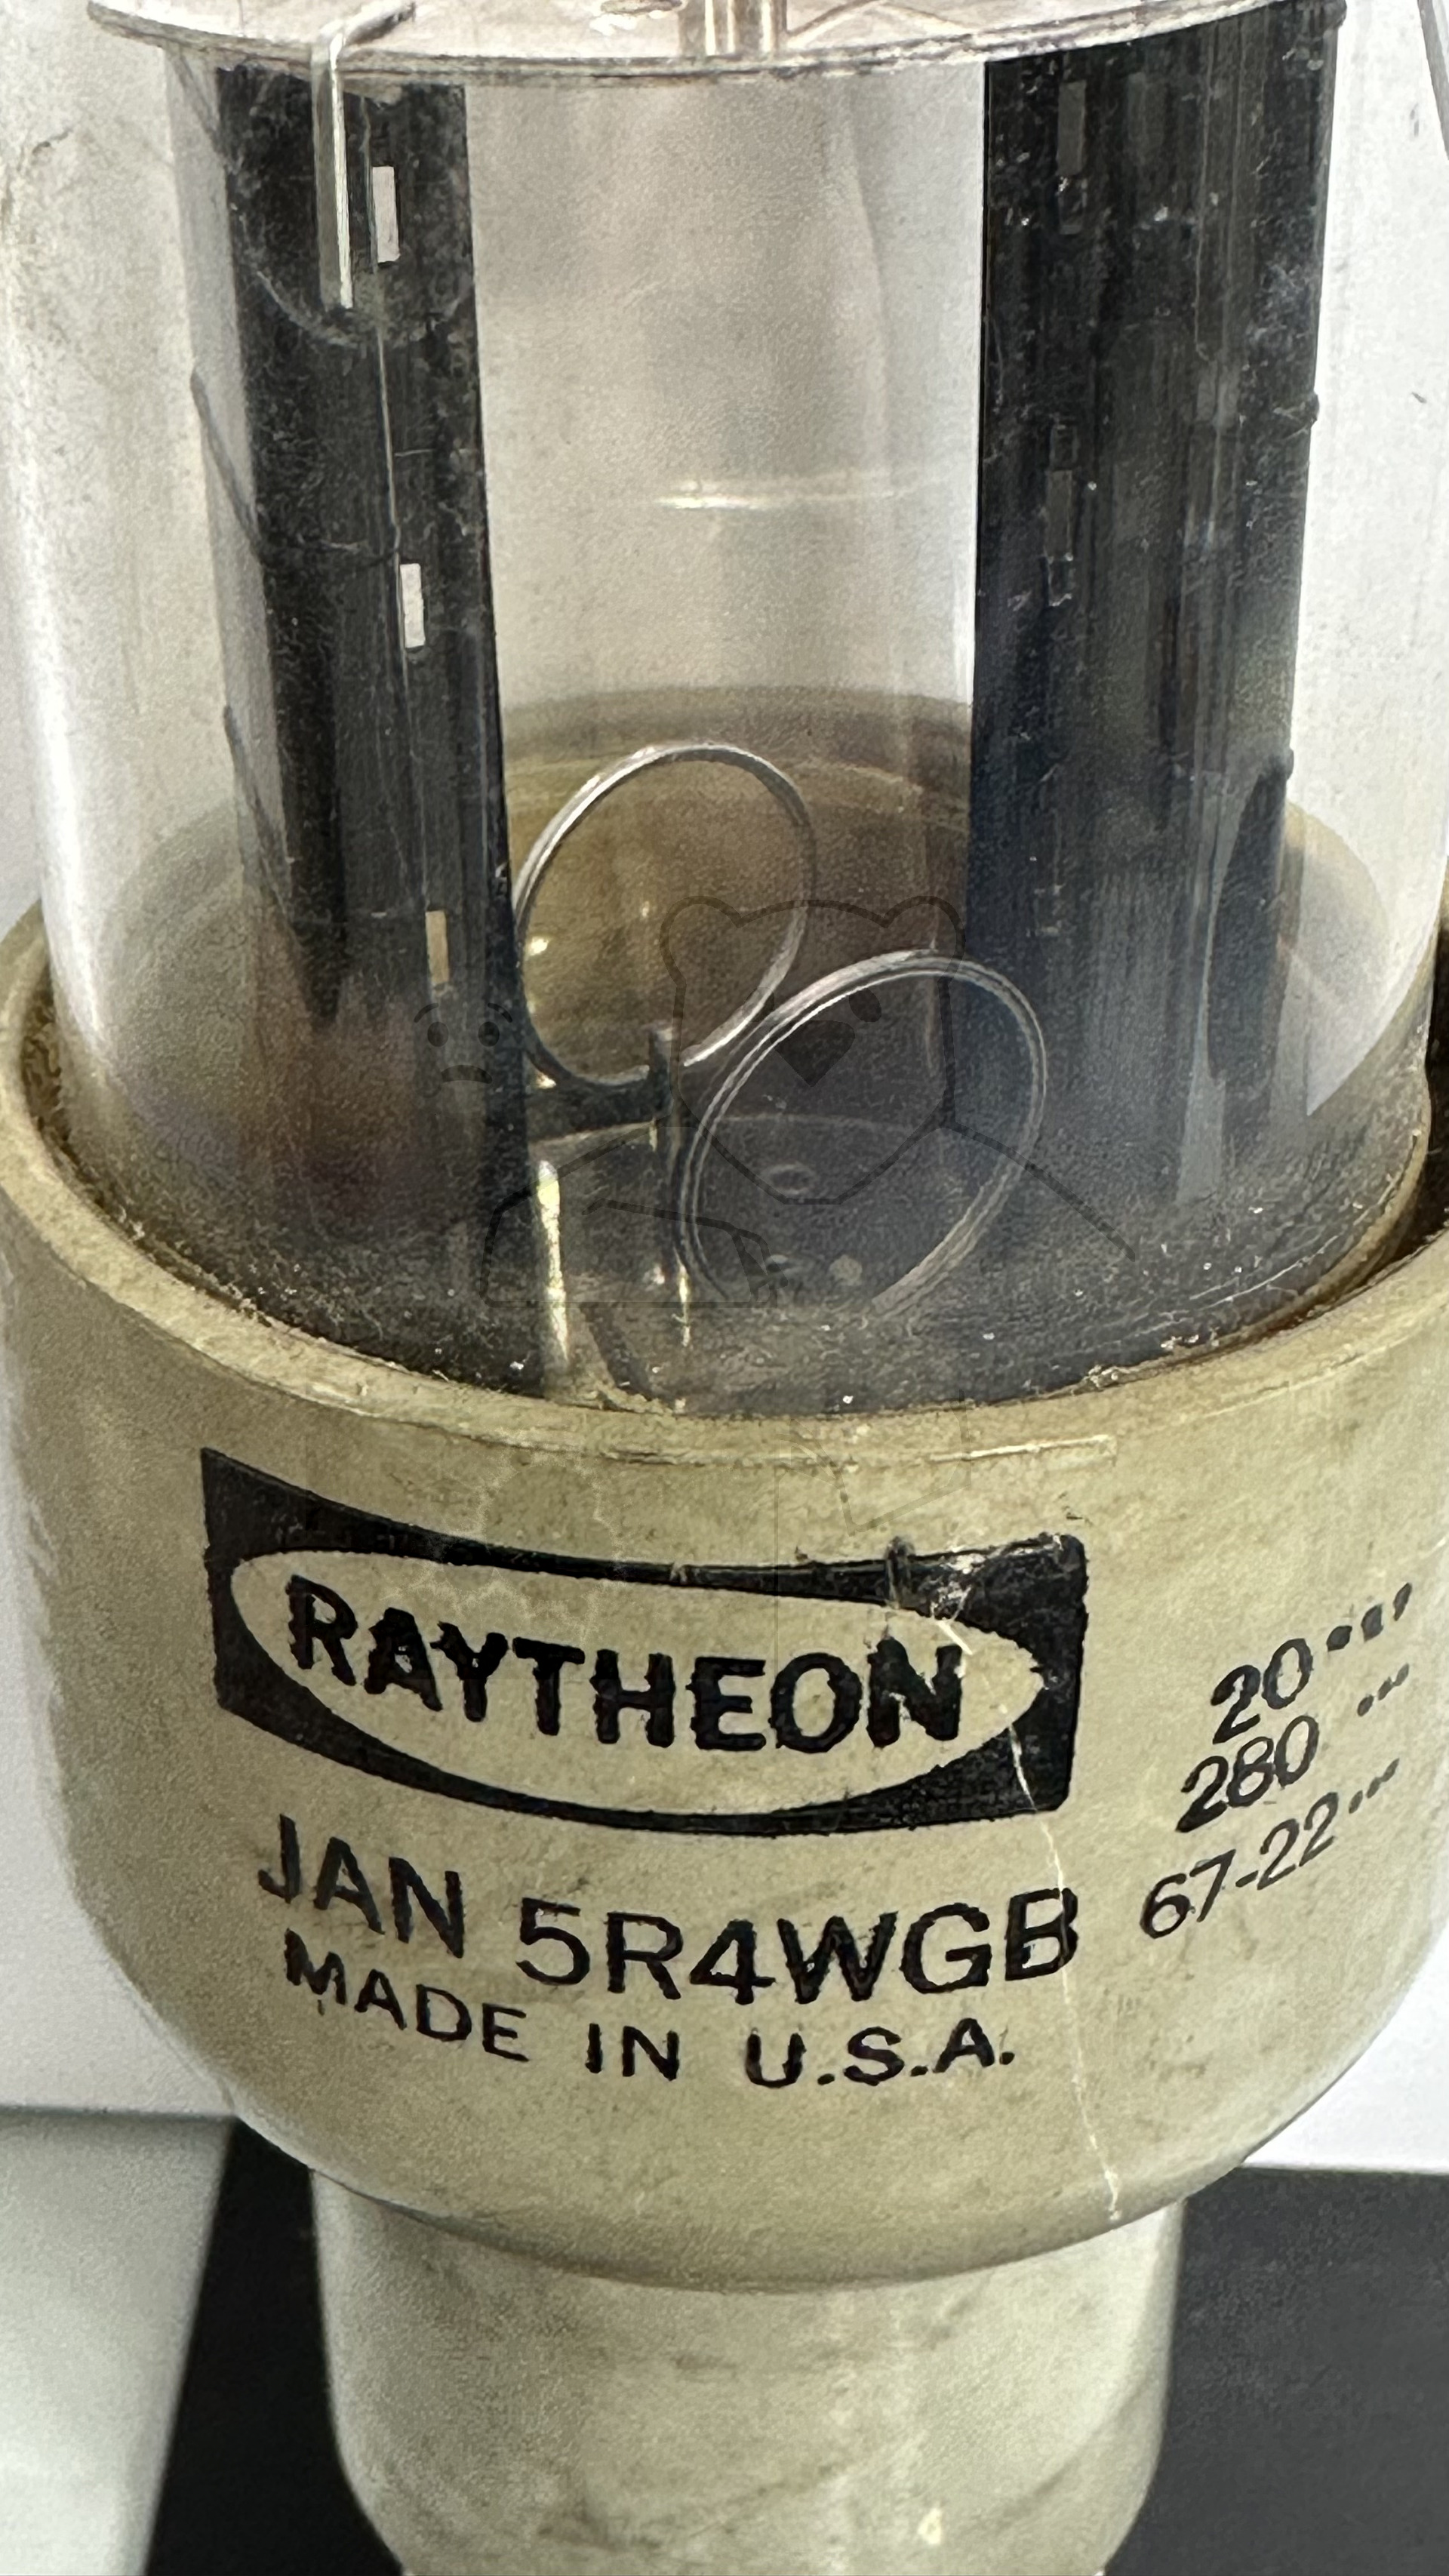 RAYTHEON
JAN 5R4WGB
MADE IN U.S.A.
20
280
67-22